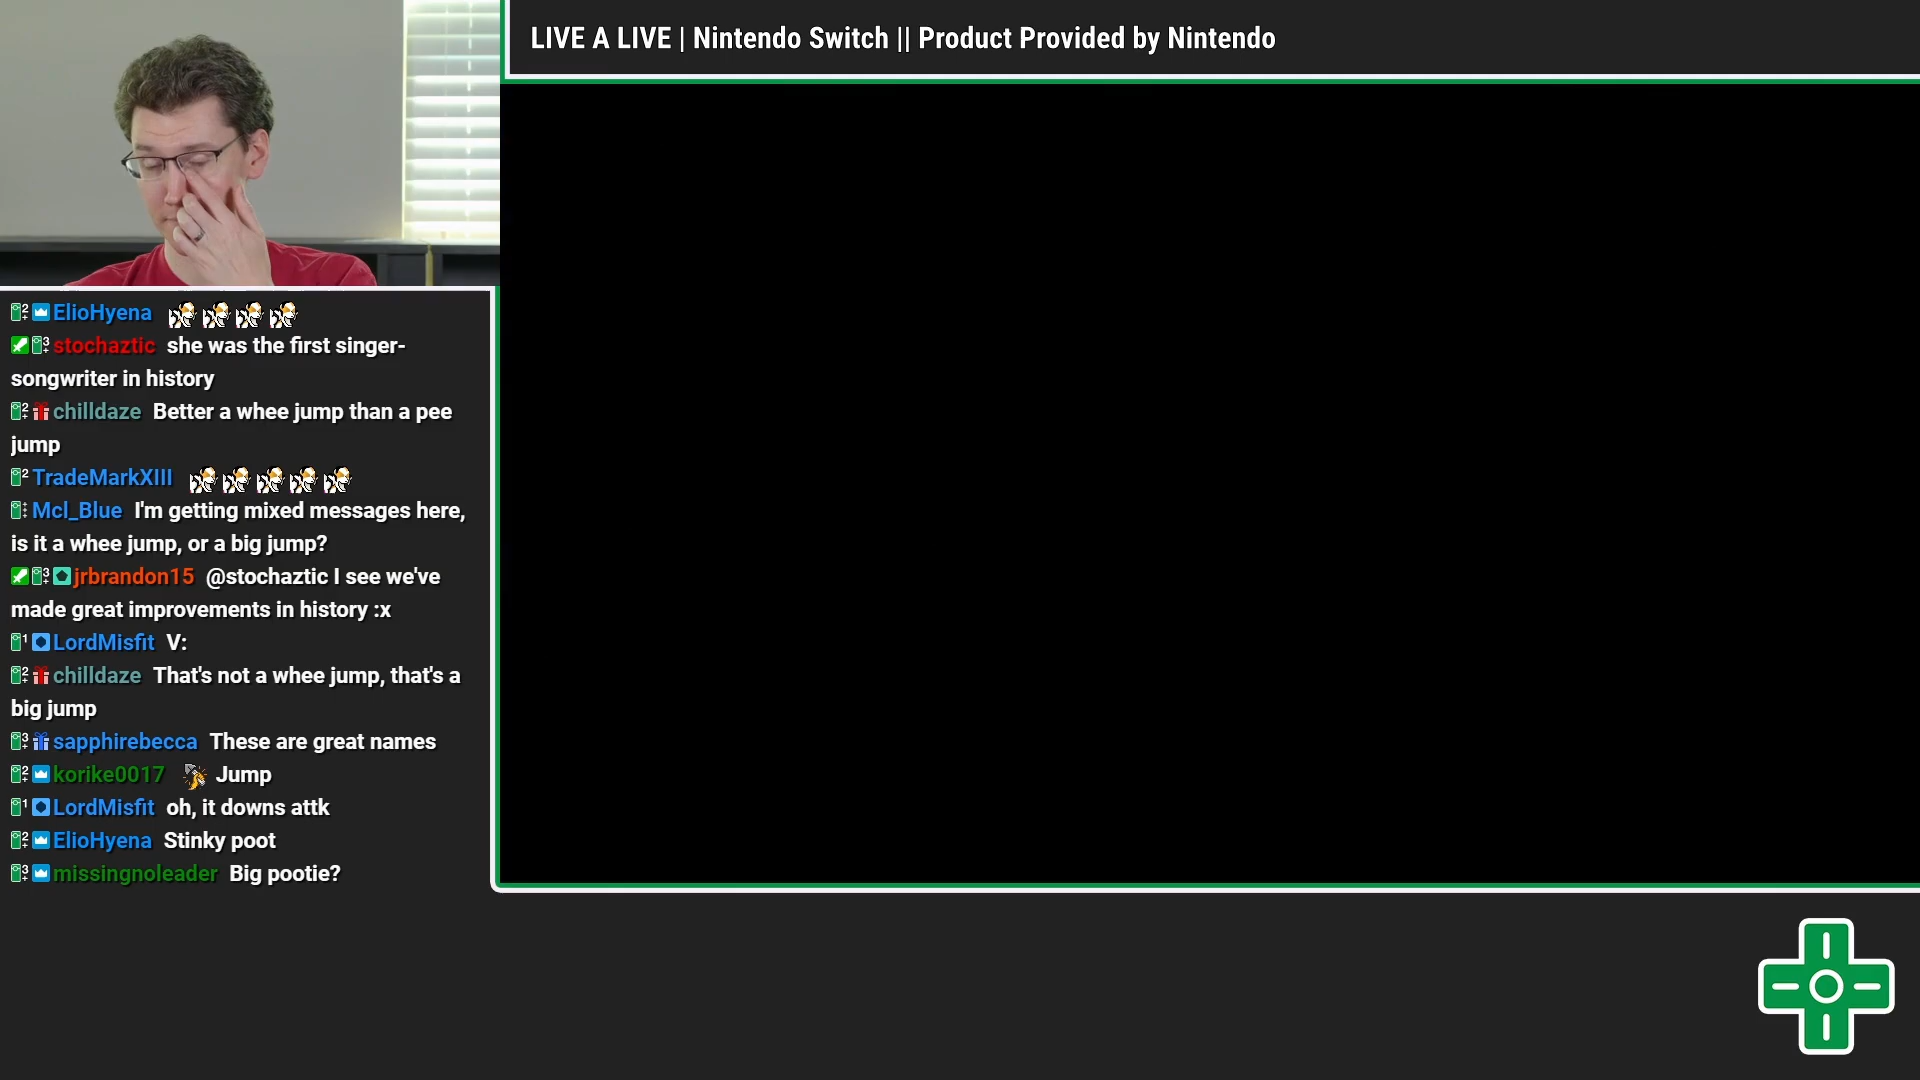 LIVE A LIVE | Nintendo Switch || Product Provided by Nintendo
ElioHyena
stochaztic she was the first singer-
songwriter in history
chilldaze Better a whee jump than a pee
jump
TradeMarkXIII
Mcl_Blue I'm getting mixed messages here,
is it a whee jump, or a big jump?
jrbrandon15 @stochaztic I see we've
made great improvements in history :x
LordMisfit V:
chilldaze That's not a whee jump, that's a
big jump
sapphirebecca These are great names
korike0017 Jump
LordMisfit oh, it downs attk
ElioHyena Stinky poot
missingnoleader Big pootie?